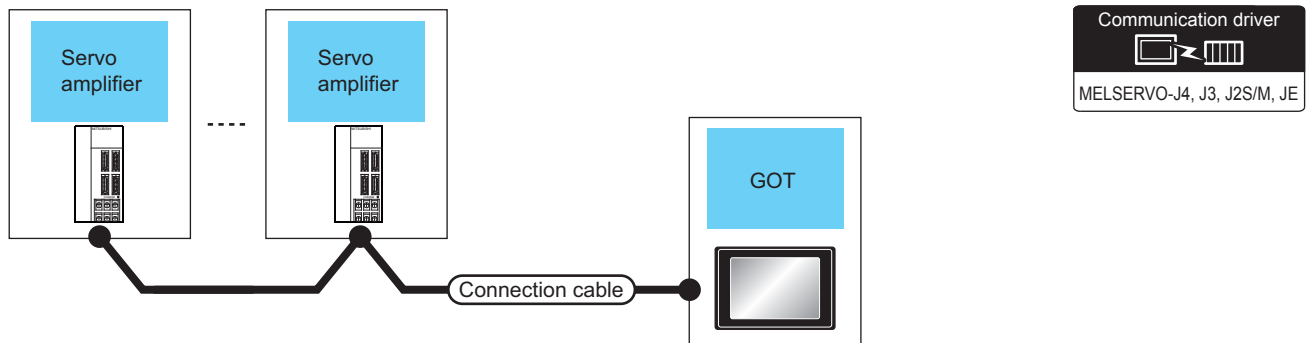 Servo
amplifier
Servo
amplifier
GOT
Connection cable
Communication driver
MELSERVO-J4, J3, J2S/M, JE